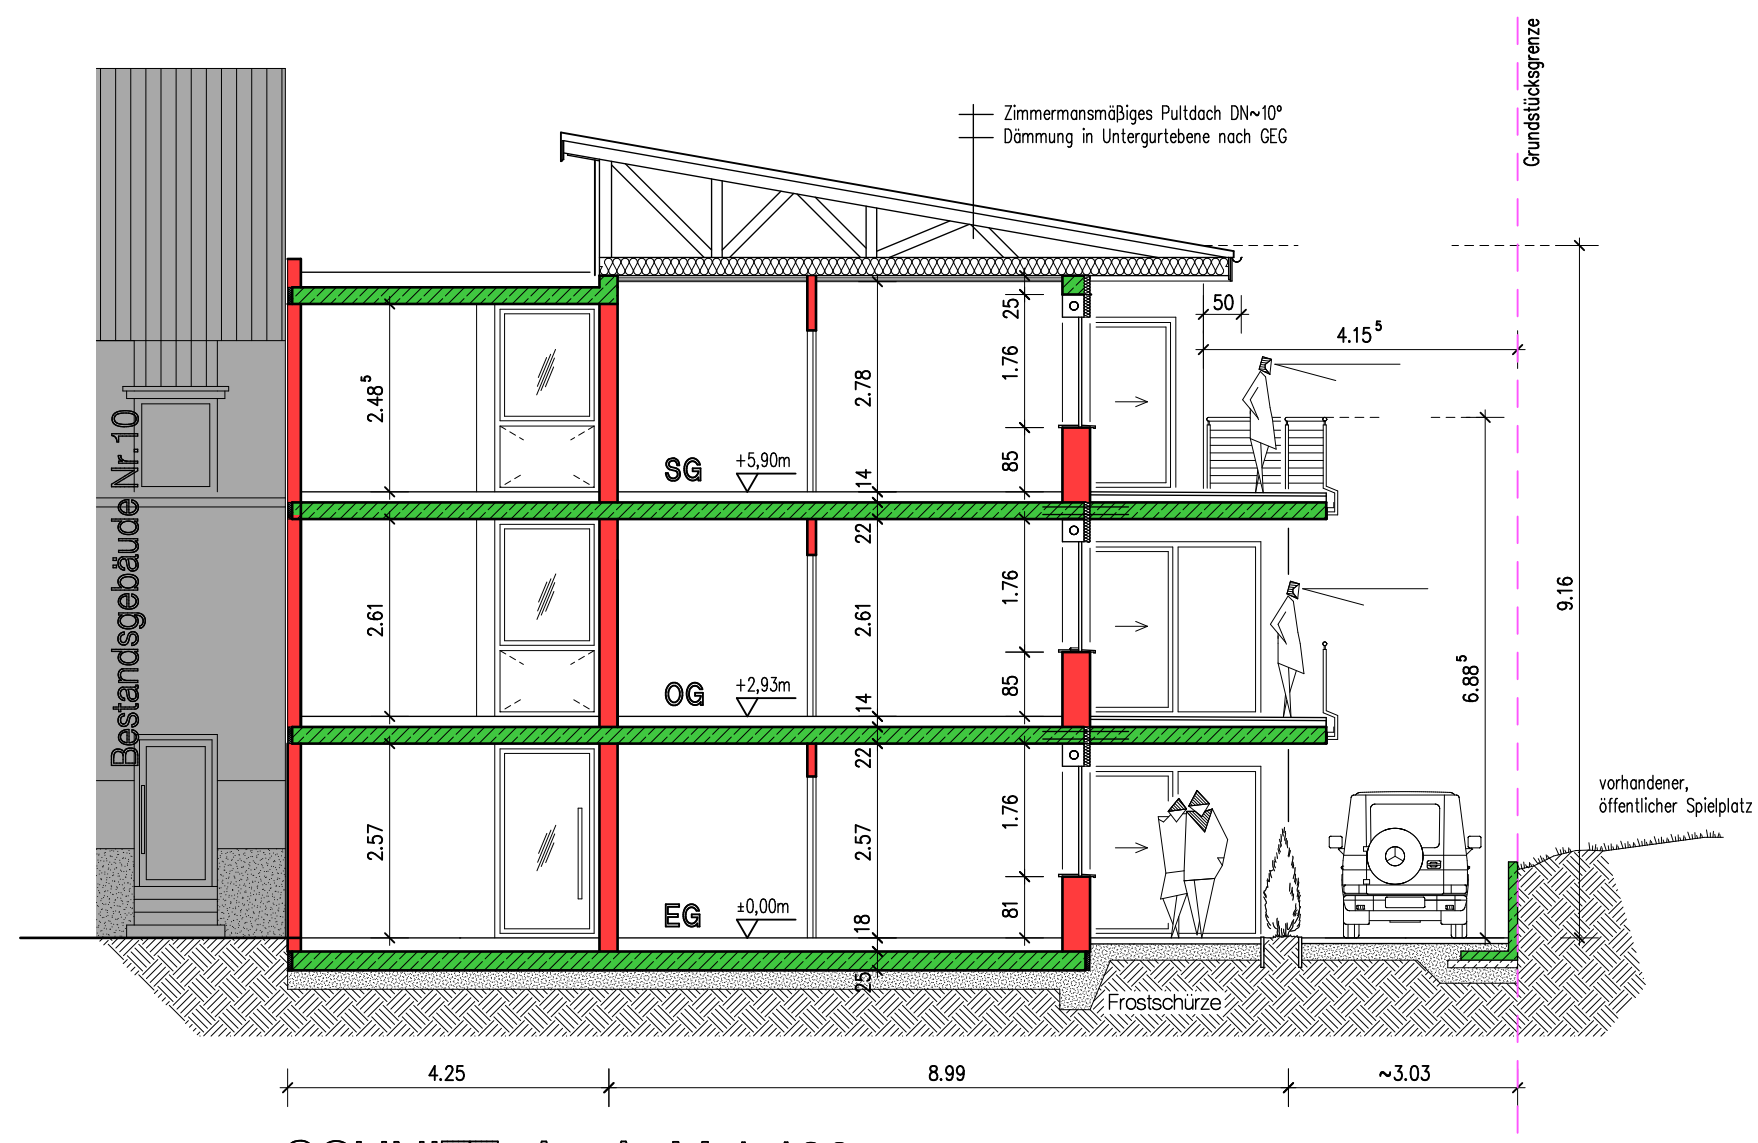 Grundstücksgrenze
Zimmermansmäßiges Pultdach DN~10°
Dämmung in Untergurtebene nach GEG
50
4.15⁵
25
1.76
2.48⁵
2.78
Bestandsgebäude Nr.10
SG
+5,90m
85
14
22
1.76
2.61
2.61
9.16
6.88⁵
OG
+2,93m
85
14
22
vorhandener,
öffentlicher Spielplatz
1.76
2.57
2.57
EG
±0,00m
81
18
25
Frostschürze
4.25
8.99
~3.03